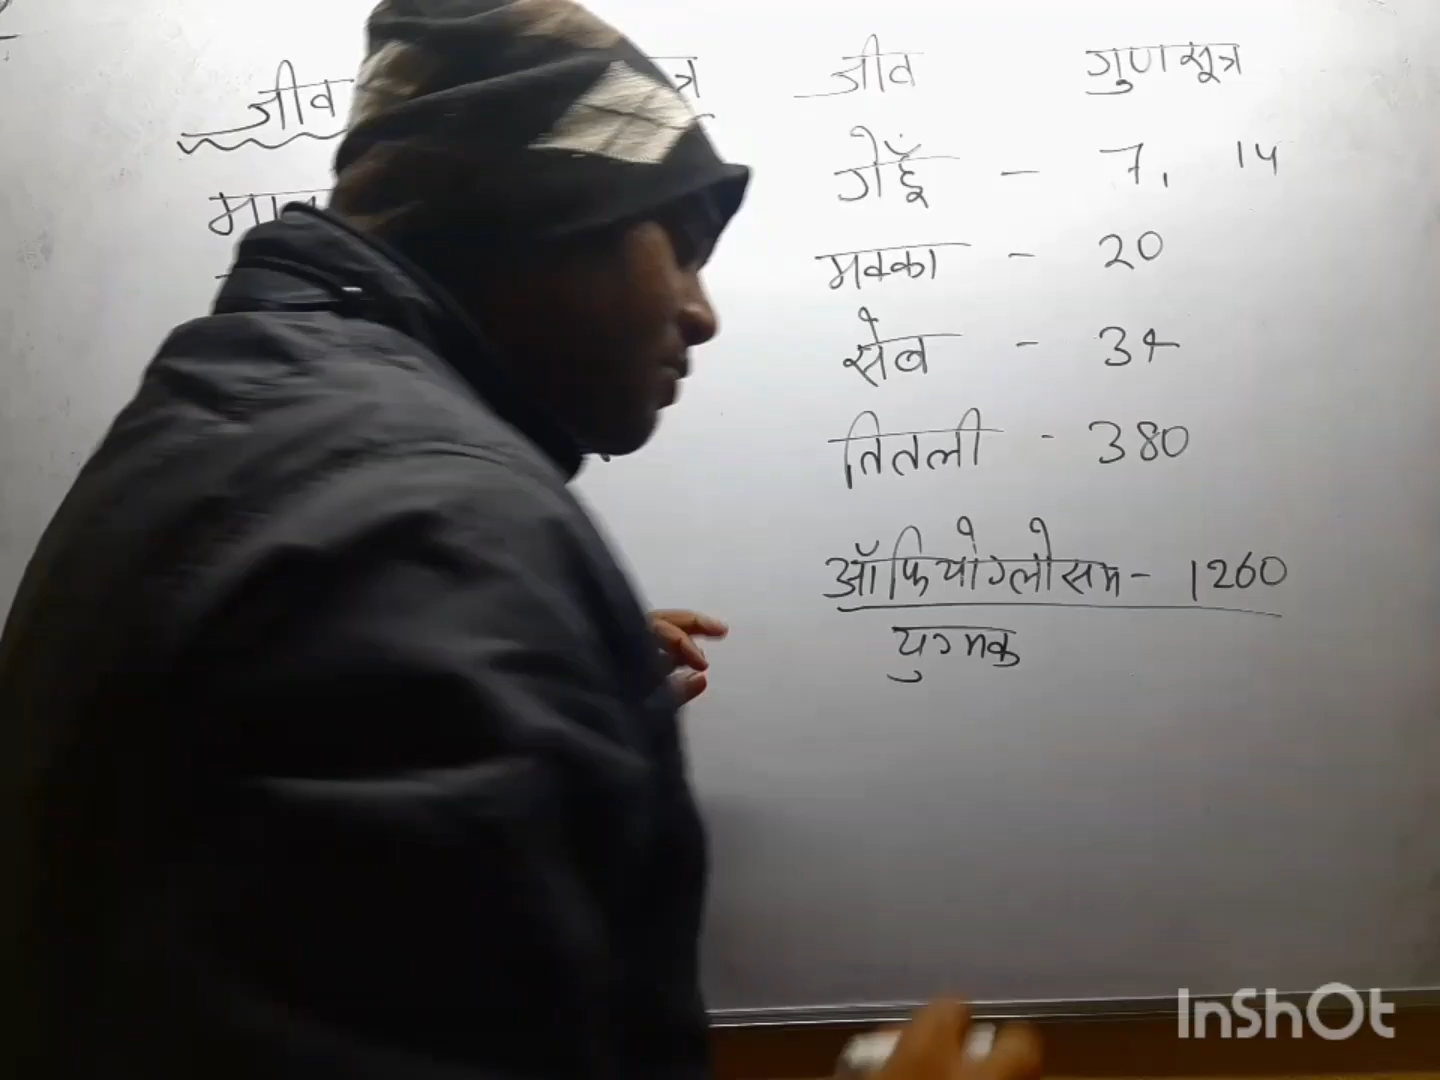 जीव
जीव गुणसूत्र
गेहूँ - 7, 14
मक्का - 20
सेब - 34
तितली - 380
ऑफियोग्लोसम - 1260
युग्मक
InShOt